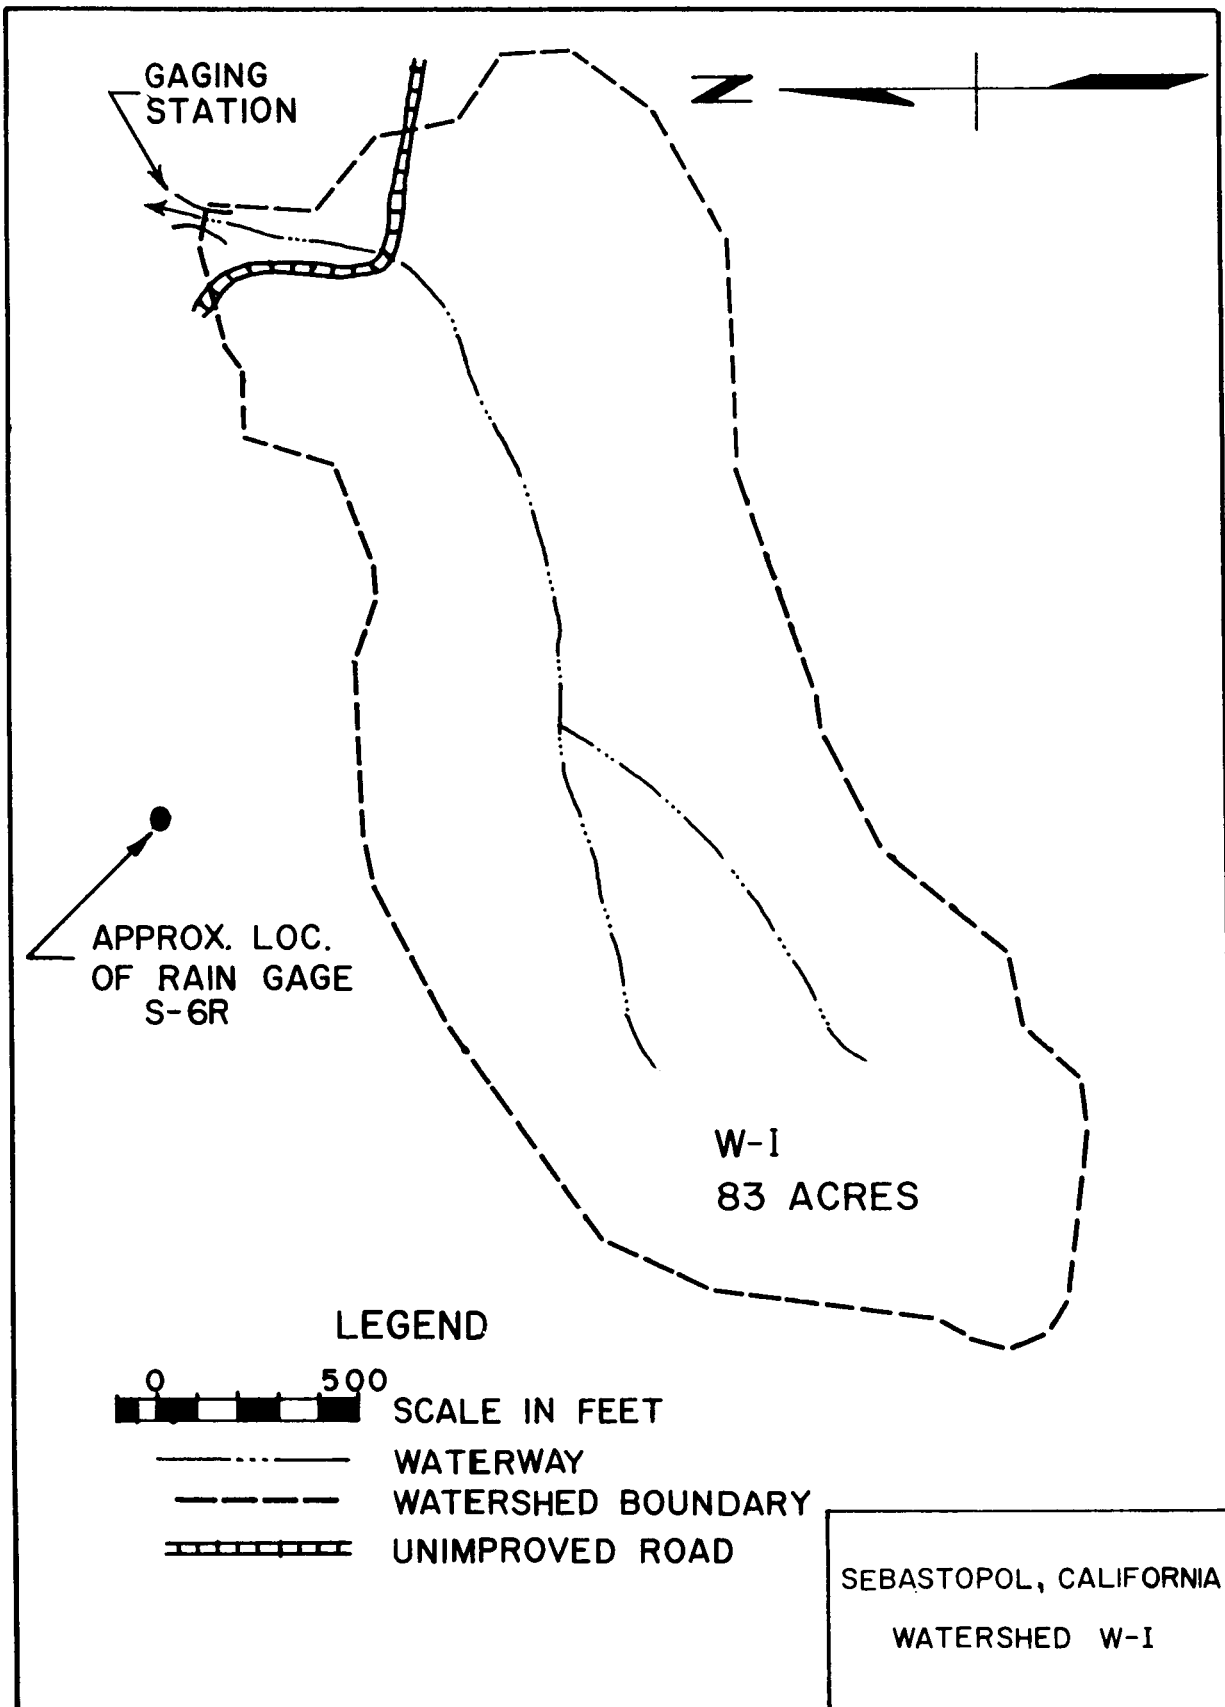 GAGING
STATION
N
APPROX. LOC.
OF RAIN GAGE
S-6R
W-I
83 ACRES
LEGEND
0 500
SCALE IN FEET
WATERWAY
WATERSHED BOUNDARY
UNIMPROVED ROAD
SEBASTOPOL, CALIFORNIA
WATERSHED W-I